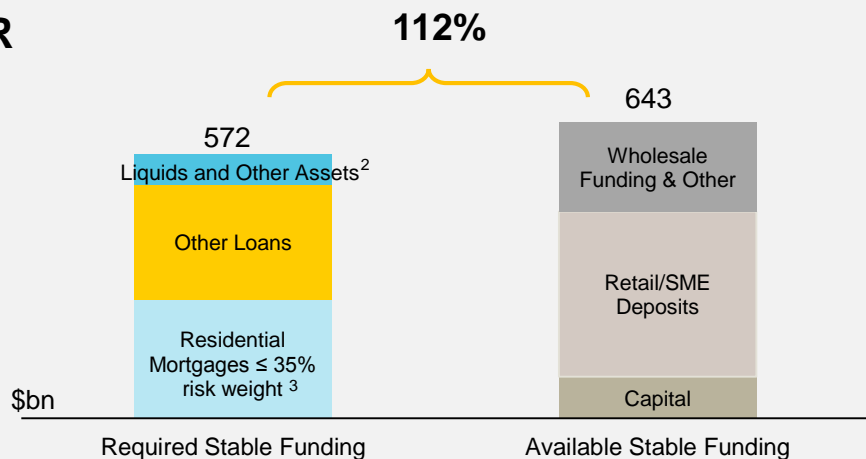 R
112%
572
643
Liquids and Other Assets2
Wholesale
Funding & Other
Other Loans
Retail/SME
Deposits
Residential
Mortgages ≤ 35%
risk weight 3
Capital
$bn
Required Stable Funding
Available Stable Funding